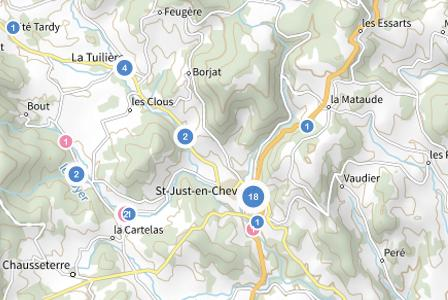 Feugère
1
té Tardy
les Essarts
La Tuilière
4
Borjat
les Clous
la Mataude
Bout
1
2
1
2
Vaudier
St-Just-en-Chev
18
21
1
la Cartelas
Peré
Chausseterre